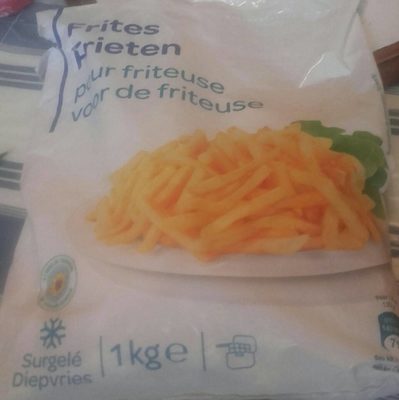 Frites
Frieten
pour friteuse
voor de friteuse
Surgelé
Diepvries
1kg e